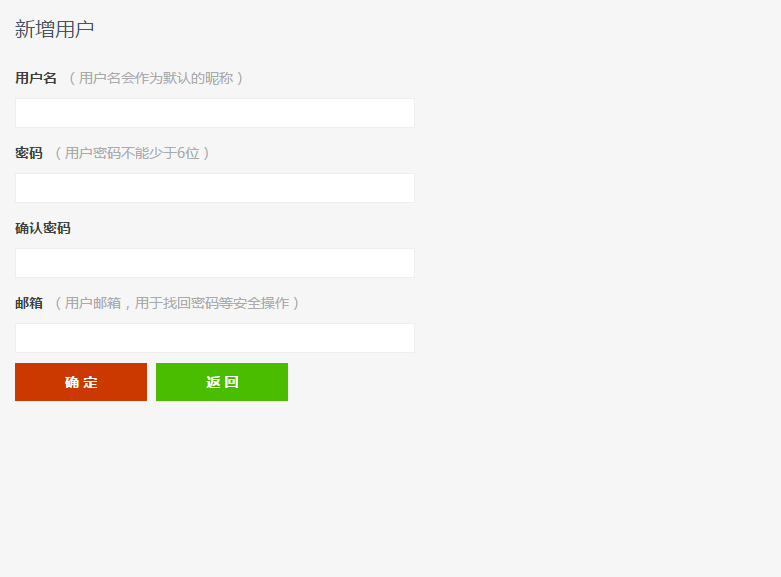 新增用户
用户名（用户名会作为默认的昵称）
密码（用户密码不能少于6位）
确认密码
邮箱（用户邮箱，用于找回密码等安全操作）
确 定 返 回